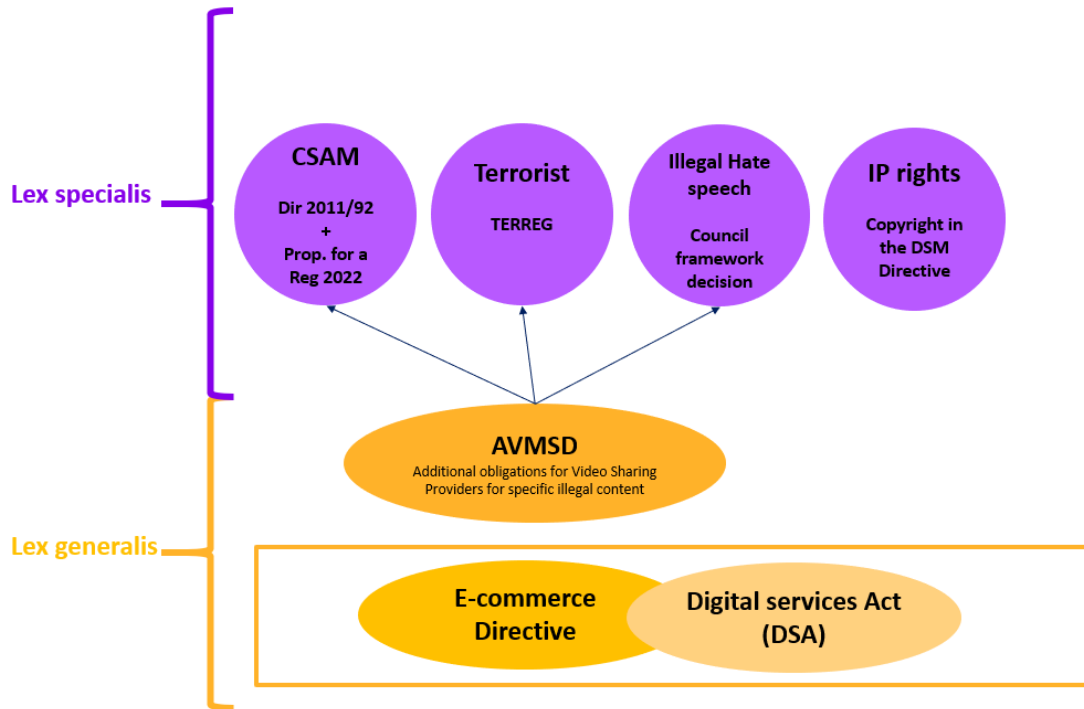 Lex specialis
CSAM
Dir 2011/92
+
Prop. for a
Reg 2022
Terrorist
TERREG
Illegal Hate
speech
Council
framework
decision
IP rights
Copyright in
the DSM
Directive
Lex generalis
AVMSD
Additional obligations for Video Sharing
Providers for specific illegal content
E-commerce
Directive
Digital services Act
(DSA)